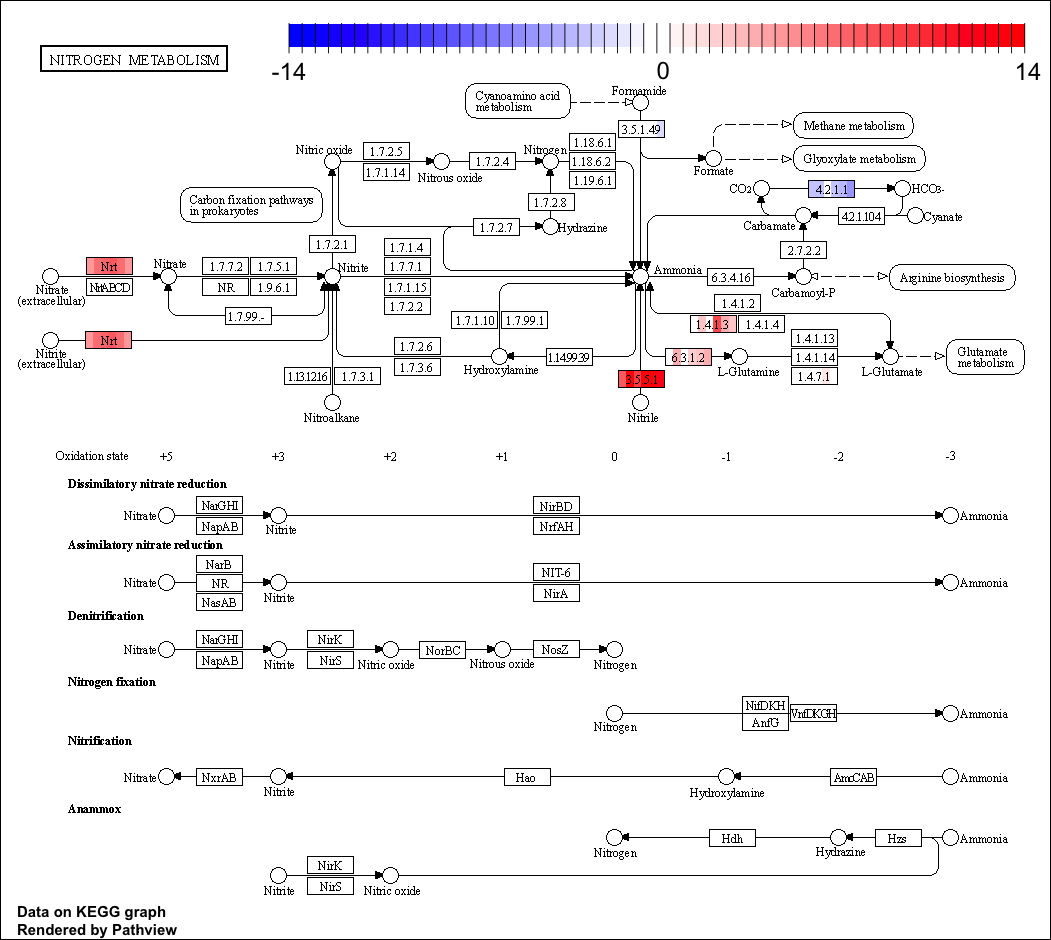 NITROGEN METABOLISM
-14
0
14
Cyanoamino acid
metabolism
Formamide
3.5.1.49
Methane metabolism
Glyoxylate metabolism
Formate
Nitric oxide
1.7.2.5
1.7.1.14
Nitrous oxide
1.7.2.4
Nitrogen
1.18.6.1
1.18.6.2
1.19.6.1
CO2
4.2.1.1
HCO3-
Carbon fixation pathways
in prokaryotes
1.7.2.8
1.7.2.7
Hydrazine
Carbamate
4.2.1.104
Cyanate
1.7.2.1
2.7.2.2
Nrt
NrtABCD
Nitrate
(extracellular)
Nitrate
1.7.7.2
1.7.5.1
NR
1.9.6.1
Nitrite
1.7.1.4
1.7.7.1
1.7.1.15
1.7.2.2
Ammonia
6.3.4.16
Carbamoyl-P
Arginine biosynthesis
1.7.99.-
1.4.1.2
1.4.1.3
1.4.1.4
Nrt
Nitrite
(extracellular)
1.7.1.10
1.7.99.1
1.7.2.6
1.7.3.6
Hydroxylamine
1.14.99.39
6.3.1.2
L-Glutamine
1.4.1.13
1.4.1.14
1.4.7.1
L-Glutamate
Glutamate
metabolism
1.13.12.16
1.7.3.1
3.5.5.1
Nitroalkane
Nitrile
Oxidation state +5 +3 +2 +1 0 -1 -2 -3
Dissimilatory nitrate reduction
NarGHI
NapAB
NirBD
NrfAH
Nitrate
Nitrite
Ammonia
Assimilatory nitrate reduction
NarB
NR
NasAB
NIT-6
NirA
Nitrate
Nitrite
Ammonia
Denitrification
NarGHI
NapAB
NirK
NirS
NorBC
NosZ
Nitrate
Nitrite
Nitric oxide
Nitrous oxide
Nitrogen
Nitrogen fixation
NifDKH
AnfG
VnfDKGH
Nitrogen
Ammonia
Nitrification
Nitrate
NxrAB
Nitrite
Hao
Hydroxylamine
AmoCAB
Ammonia
Anammox
Nitrogen
Hdh
Hydrazine
Hzs
Ammonia
NirK
NirS
Nitrite
Nitric oxide
Data on KEGG graph
Rendered by Pathview